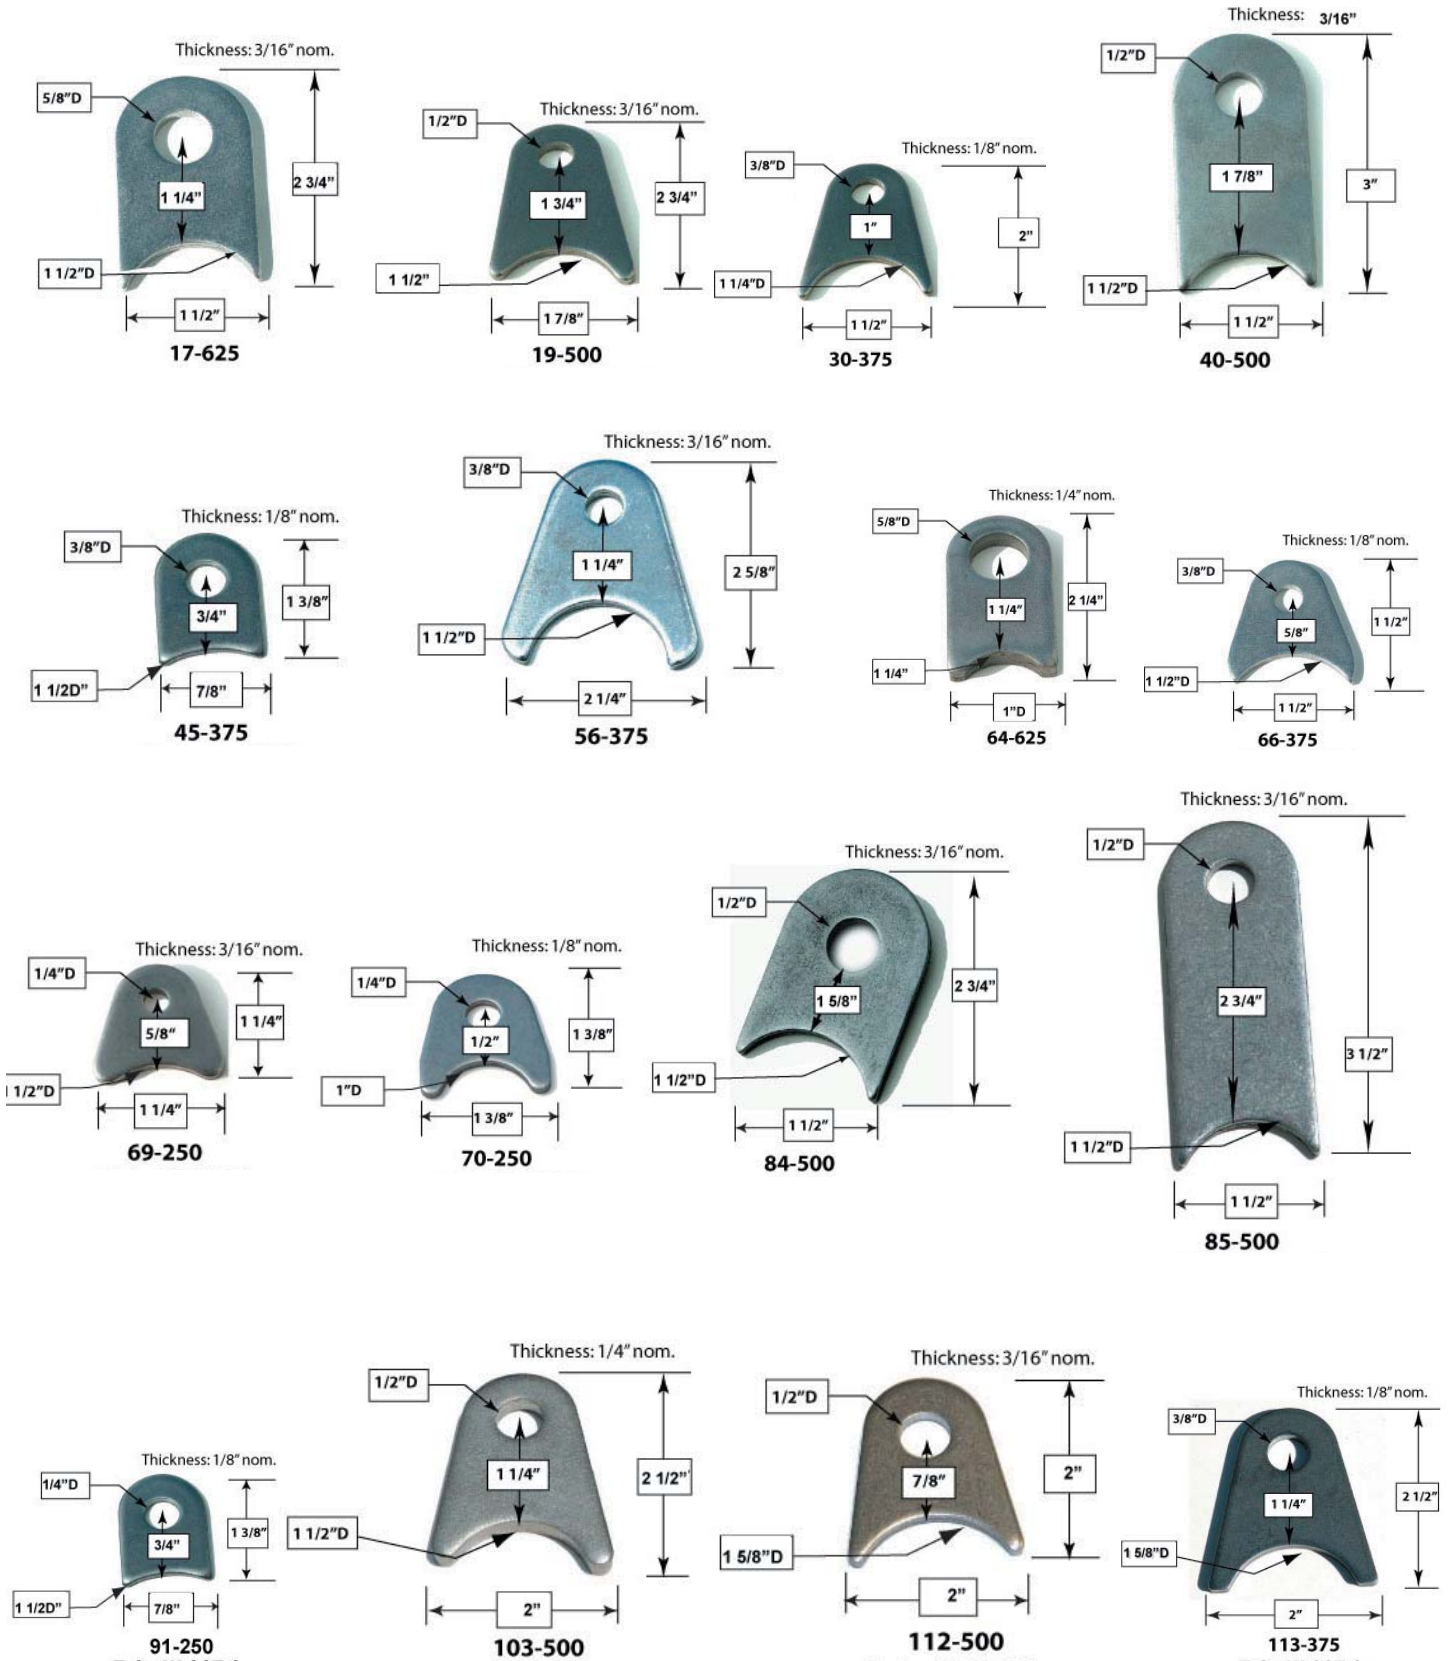 Thickness: 3/16" nom.
5/8"D
1 1/4"
2 3/4"
1 1/2"D
1 1/2"
17-625
Thickness: 3/16" nom.
1/2"D
1 3/4"
2 3/4"
1 1/2"
1 7/8"
19-500
Thickness: 1/8" nom.
3/8"D
1"
2"
1 1/4"D
1 1/2"
30-375
Thickness: 3/16"
1/2"D
1 7/8"
3"
1 1/2"D
1 1/2"
40-500
Thickness: 1/8" nom.
3/8"D
3/4"
1 3/8"
1 1/2D"
7/8"
45-375
Thickness: 3/16" nom.
3/8"D
1 1/4"
2 5/8"
1 1/2"D
2 1/4"
56-375
Thickness: 1/4" nom.
5/8"D
1 1/4"
2 1/4"
1 1/4"
1"D
64-625
Thickness: 1/8" nom.
3/8"D
5/8"
1 1/2"
1 1/2"D
1 1/2"
66-375
Thickness: 3/16" nom.
1/4"D
5/8"
1 1/4"
1 1/2"D
1 1/4"
69-250
Thickness: 1/8" nom.
1/4"D
1/2"
1 3/8"
1"D
1 3/8"
70-250
Thickness: 3/16" nom.
1/2"D
1 5/8"
2 3/4"
1 1/2"D
1 1/2"
84-500
Thickness: 3/16" nom.
1/2"D
2 3/4"
3 1/2"
1 1/2"D
1 1/2"
85-500
Thickness: 1/8" nom.
1/4"D
3/4"
1 3/8"
1 1/2D"
7/8"
91-250
Thickness: 1/4" nom.
1/2"D
1 1/4"
2 1/2"
1 1/2"D
2"
103-500
Thickness: 3/16" nom.
1/2"D
7/8"
2"
1 5/8"D
2"
112-500
Thickness: 1/8" nom.
3/8"D
1 1/4"
2 1/2"
1 5/8"D
2"
113-375